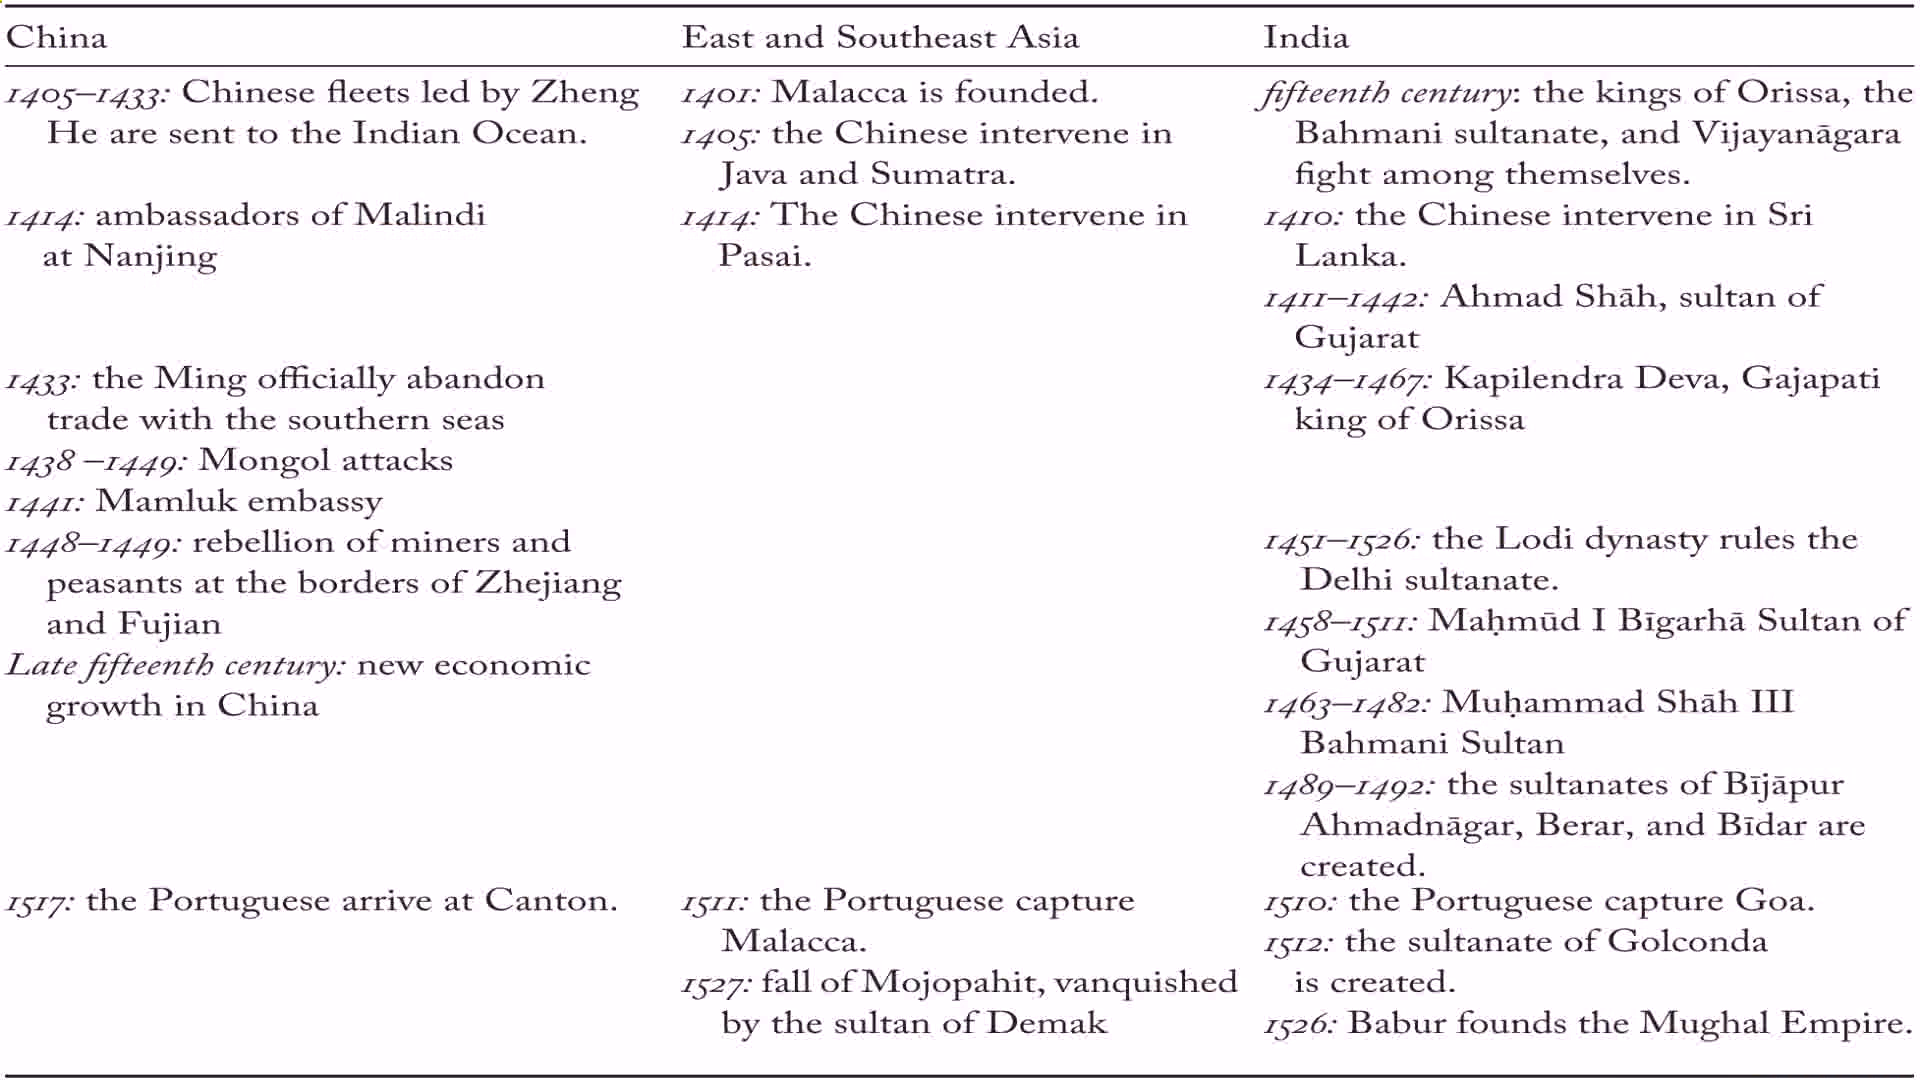 China
1405–1433: Chinese fleets led by Zheng
He are sent to the Indian Ocean.
1414: ambassadors of Malindi
at Nanjing
1433: the Ming officially abandon
trade with the southern seas
1438 –1449: Mongol attacks
1441: Mamluk embassy
1448–1449: rebellion of miners and
peasants at the borders of Zhejiang
and Fujian
Late fifteenth century: new economic
growth in China
1517: the Portuguese arrive at Canton.
East and Southeast Asia
1401: Malacca is founded.
1405: the Chinese intervene in
Java and Sumatra.
1414: The Chinese intervene in
Pasai.
1511: the Portuguese capture
Malacca.
1527: fall of Mojopahit, vanquished
by the sultan of Demak
India
fifteenth century: the kings of Orissa, the
Bahmani sultanate, and Vijayanāgara
fight among themselves.
1410: the Chinese intervene in Sri
Lanka.
1411–1442: Ahmad Shāh, sultan of
Gujarat
1434–1467: Kapilendra Deva, Gajapati
king of Orissa
1451–1526: the Lodi dynasty rules the
Delhi sultanate.
1458–1511: Maḥmūd I Bīgarhā Sultan of
Gujarat
1463–1482: Muḥammad Shāh III
Bahmani Sultan
1489–1492: the sultanates of Bījāpur
Ahmadnāgar, Berar, and Bīdar are
created.
1510: the Portuguese capture Goa.
1512: the sultanate of Golconda
is created.
1526: Babur founds the Mughal Empire.